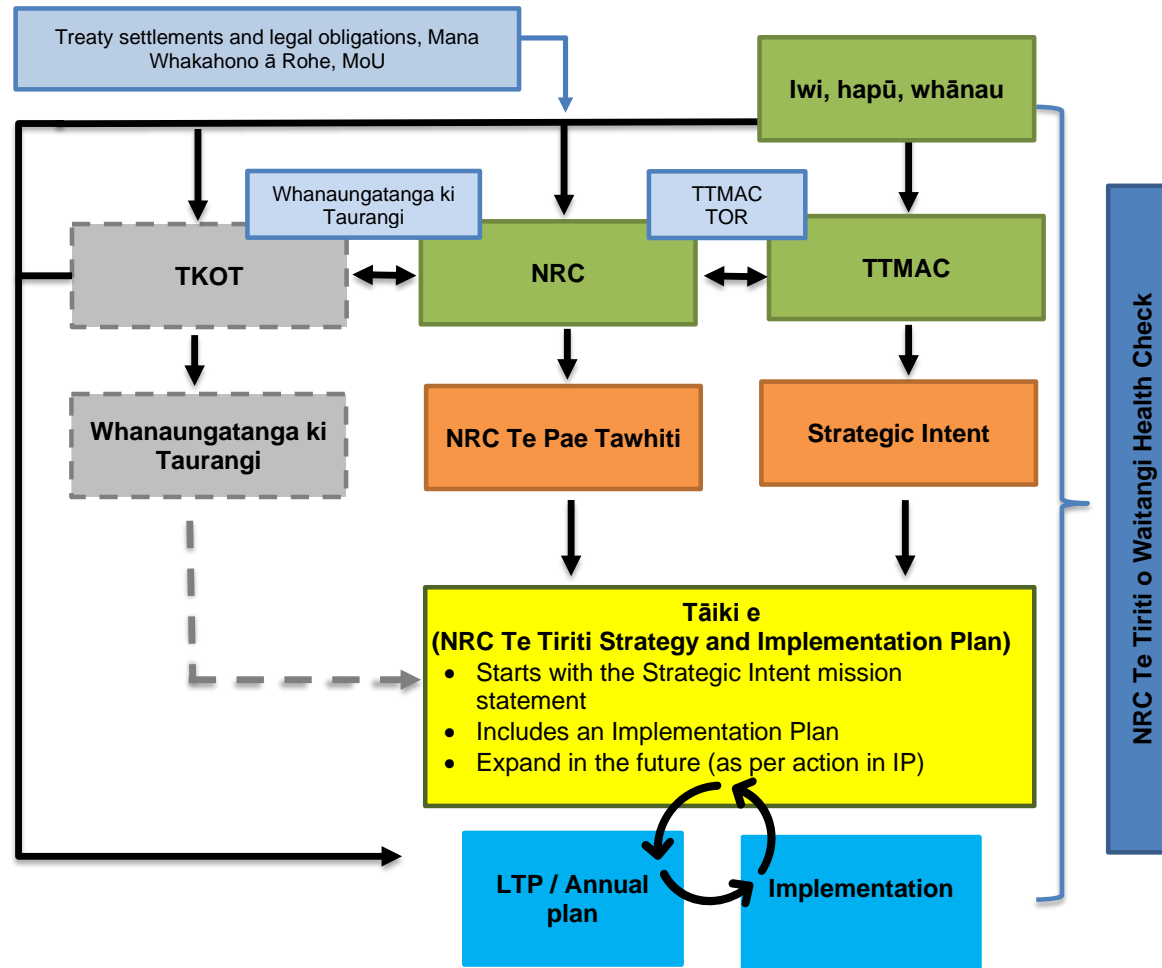 Treaty settlements and legal obligations, Mana
Whakahono ā Rohe, MoU
Iwi, hapū, whānau
Whanaungatanga ki
Taurangi
TTMAC
TOR
TKOT
NRC
TTMAC
Whanaungatanga ki
Taurangi
NRC Te Pae Tawhiti
Strategic Intent
Tāiki e
(NRC Te Tiriti Strategy and Implementation Plan)
• Starts with the Strategic Intent mission
statement
• Includes an Implementation Plan
• Expand in the future (as per action in IP)
LTP / Annual
plan
Implementation
NRC Te Tiriti o Waitangi Health Check